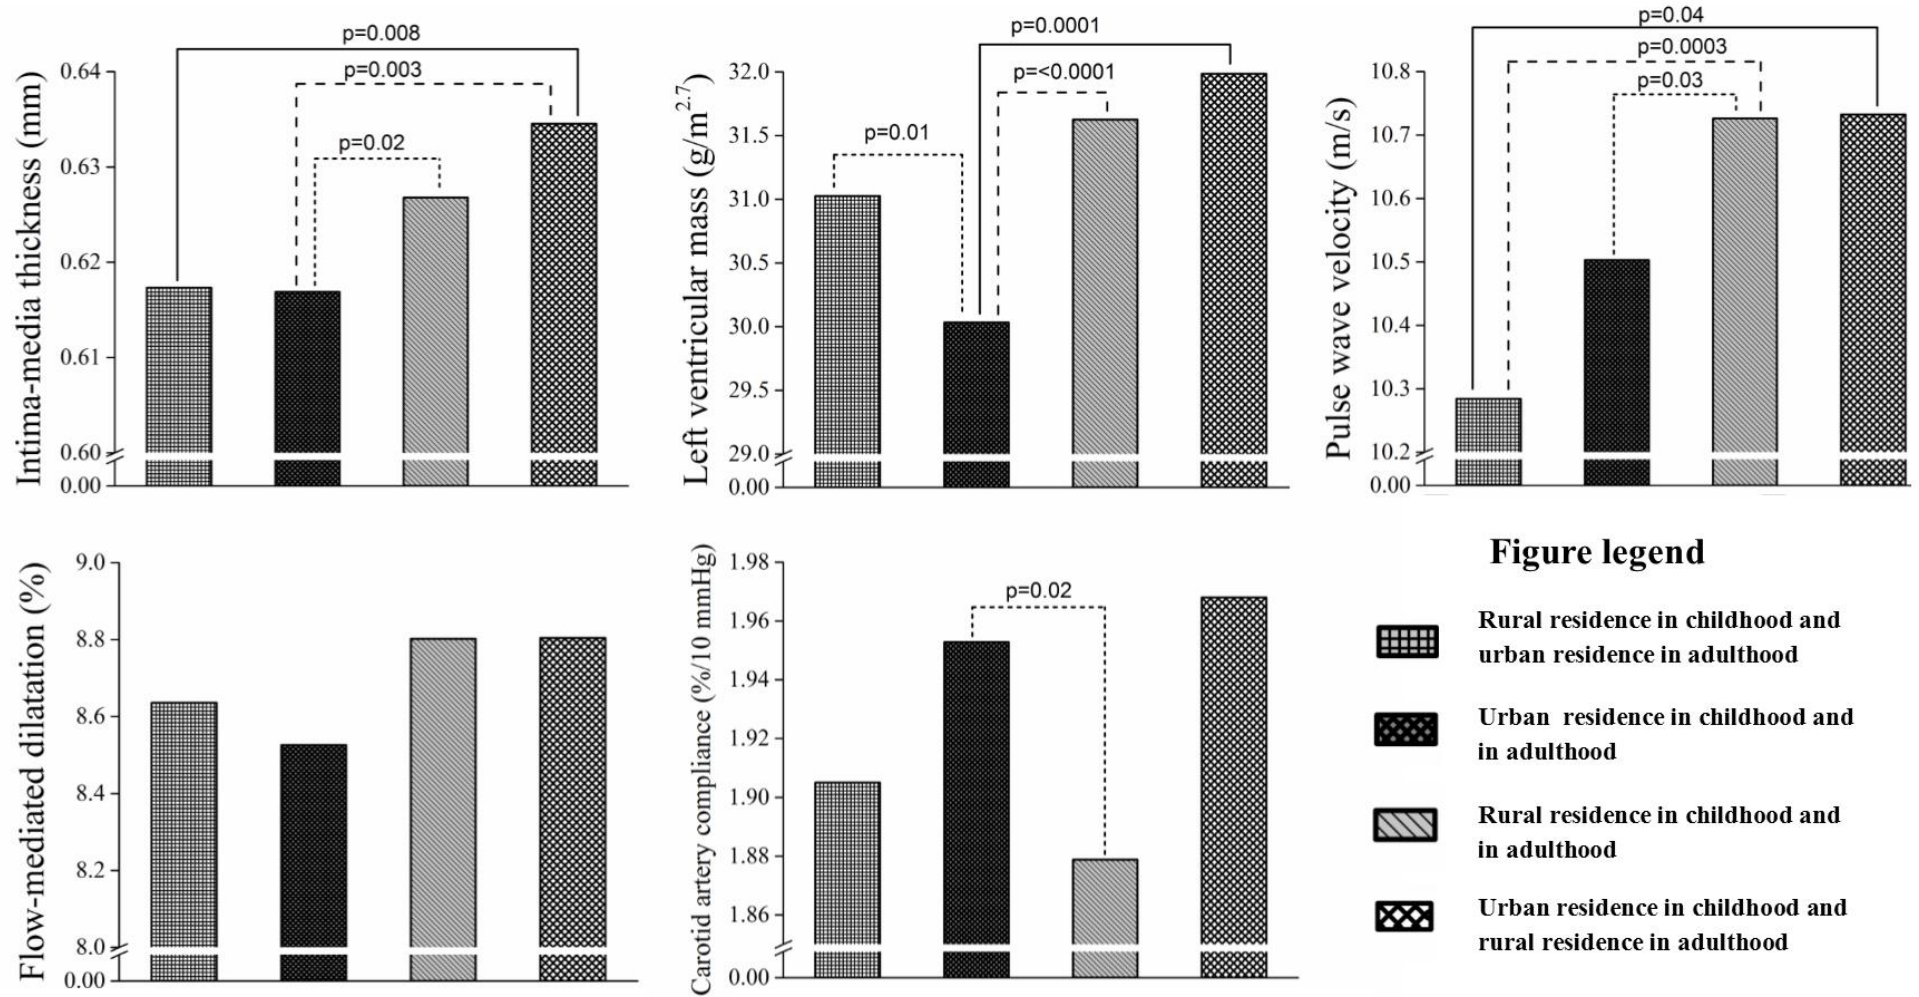 p=0.008
p=0.003
p=0.02
0.64
0.63
0.62
0.61
0.60
0.00
Intima-media thickness (mm)
p=0.0001
p=<0.0001
p=0.01
32.0
31.5
31.0
30.5
30.0
29.5
29.0
0.00
Left ventricular mass (g/m2.7)
p=0.04
p=0.0003
p=0.03
10.8
10.7
10.6
10.5
10.4
10.3
10.2
0.00
Pulse wave velocity (m/s)
9.0
8.8
8.6
8.4
8.2
8.0
0.00
Flow-mediated dilatation (%)
p=0.02
1.98
1.96
1.94
1.92
1.90
1.88
1.86
0.00
Carotid artery compliance (%/10 mmHg)
Figure legend
Rural residence in childhood and
urban residence in adulthood
Urban residence in childhood and
in adulthood
Rural residence in childhood and
in adulthood
Urban residence in childhood and
rural residence in adulthood